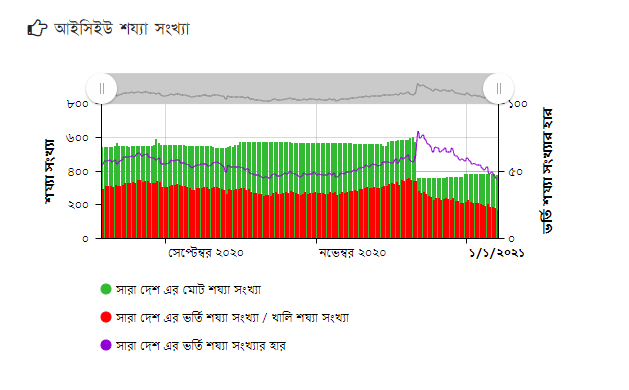 আইসিইউ শয্যা সংখ্যা
৮০০
৬০০
৪০০
২০০
০
শয্যা সংখ্যা
১০০
৫০
০
ভর্তি শয্যা সংখ্যার হার
সেপ্টেম্বর ২০২০
নভেম্বর ২০২০
১/১/২০২১
সারা দেশ এর মোট শয্যা সংখ্যা
সারা দেশ এর ভর্তি শয্যা সংখ্যা / খালি শয্যা সংখ্যা
সারা দেশ এর ভর্তি শয্যা সংখ্যার হার